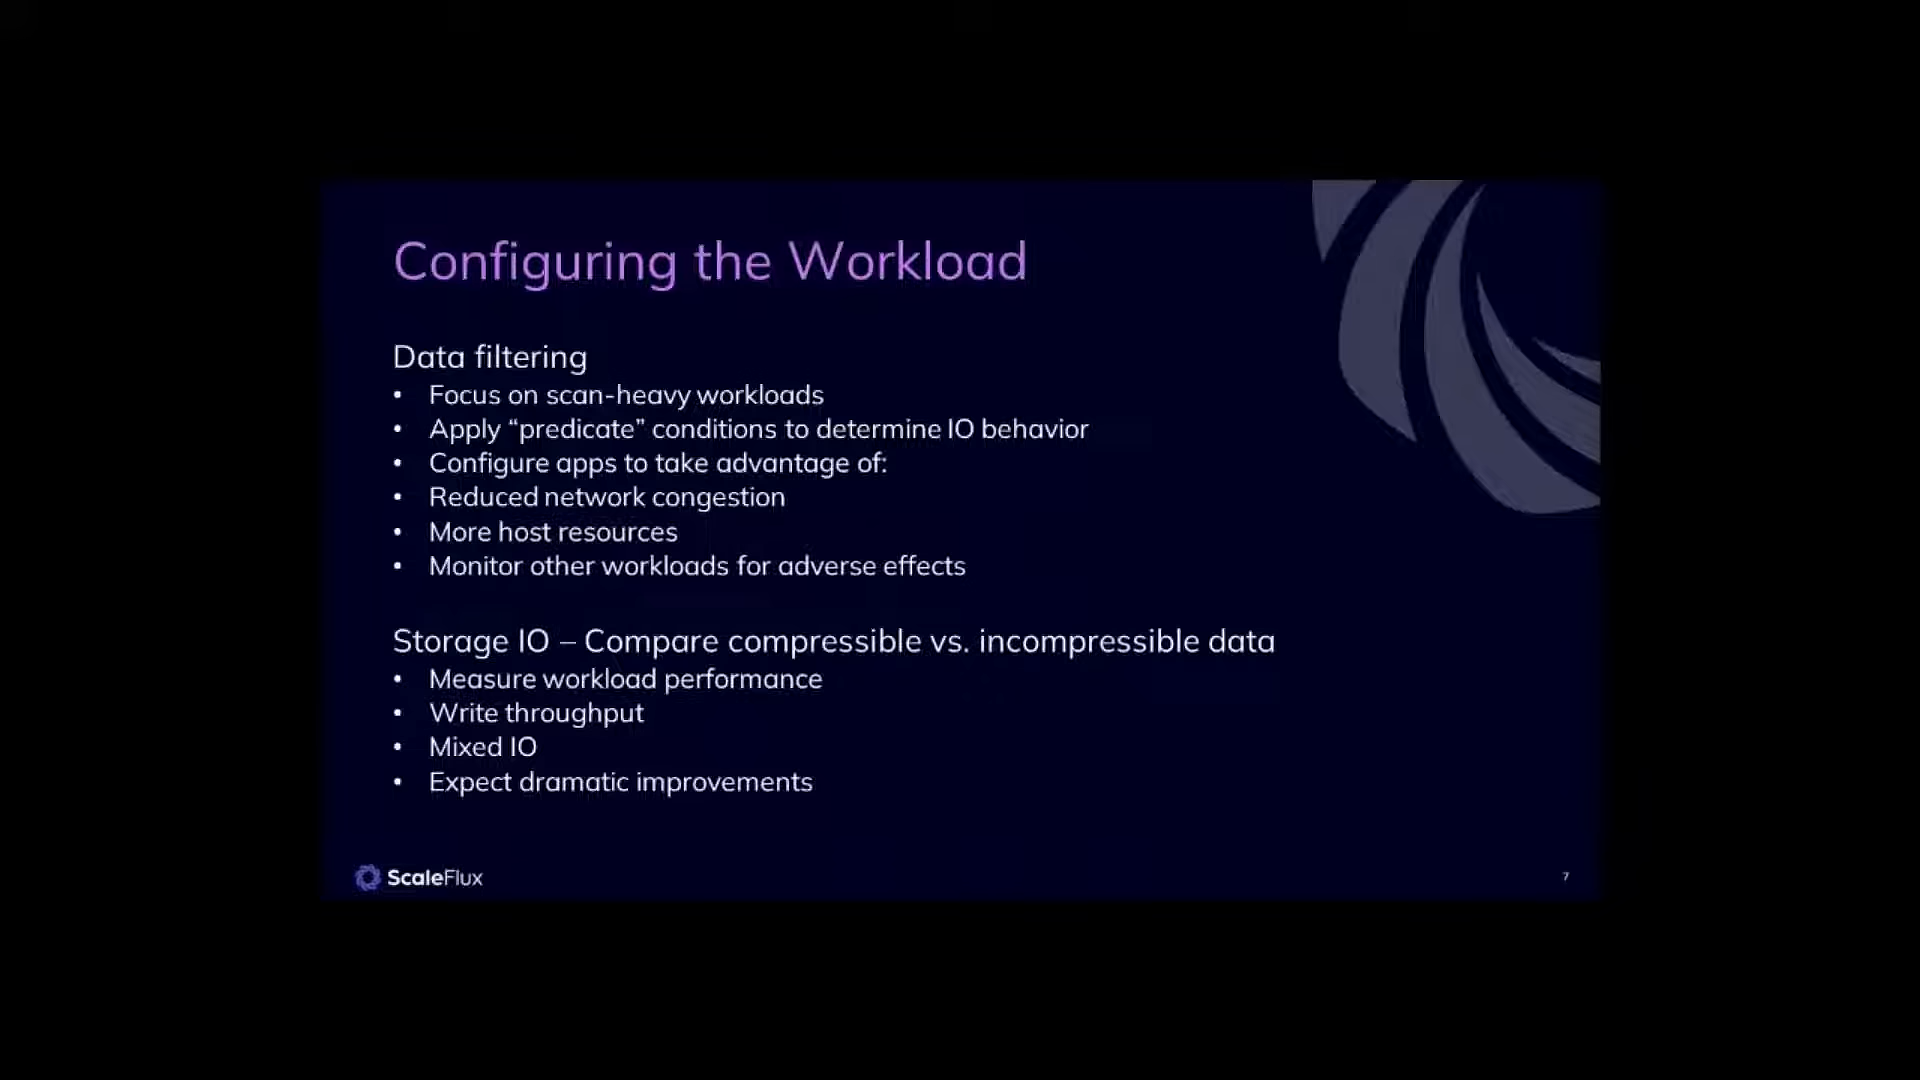 Configuring the Workload
Data filtering
• Focus on scan-heavy workloads
• Apply “predicate” conditions to determine IO behavior
• Configure apps to take advantage of:
• Reduced network congestion
• More host resources
• Monitor other workloads for adverse effects
Storage IO – Compare compressible vs. incompressible data
• Measure workload performance
• Write throughput
• Mixed IO
• Expect dramatic improvements
ScaleFlux
7